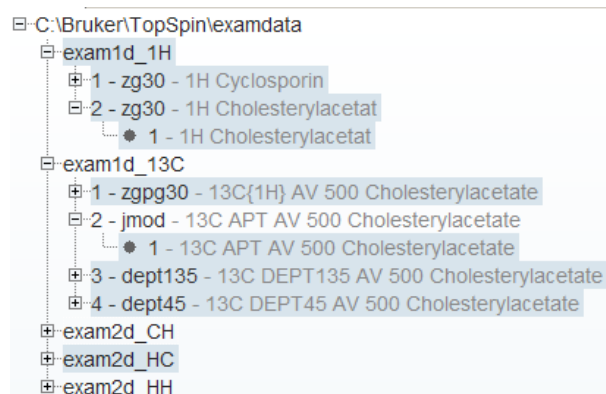 C:\Bruker\TopSpin\examdata
exam1d_1H
1 - zg30 - 1H Cyclosporin
2 - zg30 - 1H Cholesterylacetat
1 - 1H Cholesterylacetat
exam1d_13C
1 - zgpg30 - 13C{1H} AV 500 Cholesterylacetate
2 - jmod - 13C APT AV 500 Cholesterylacetate
1 - 13C APT AV 500 Cholesterylacetate
3 - dept135 - 13C DEPT135 AV 500 Cholesterylacetate
4 - dept45 - 13C DEPT45 AV 500 Cholesterylacetate
exam2d_CH
exam2d_HC
exam2d_HH